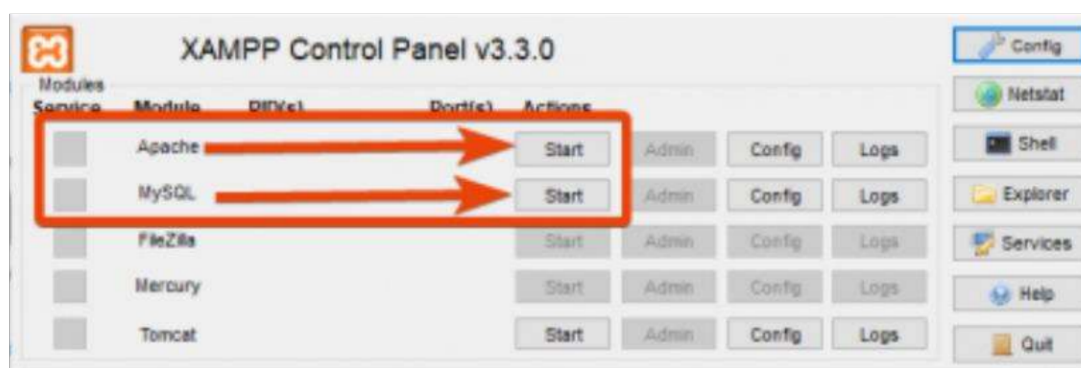 XAMPP Control Panel v3.3.0
Config
Modules
Netstat
Service Module PID(s) Port(s) Actions
Apache Start Admin Config Logs
Shell
MySQL Start Admin Config Logs
Explorer
FileZilla Start Admin Config Logs
Services
Mercury Start Admin Config Logs
Help
Tomcat Start Admin Config Logs
Quit